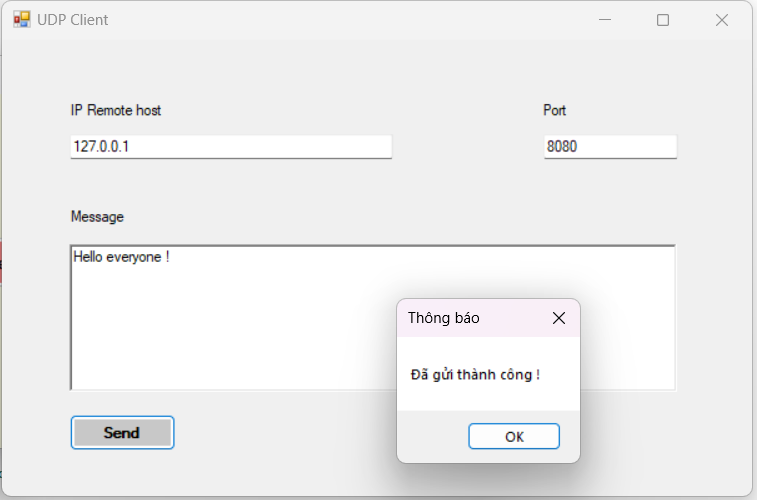 UDP Client
IP Remote host
Port
127.0.0.1
8080
Message
Hello everyone !
Thông báo
Đã gửi thành công !
OK
Send